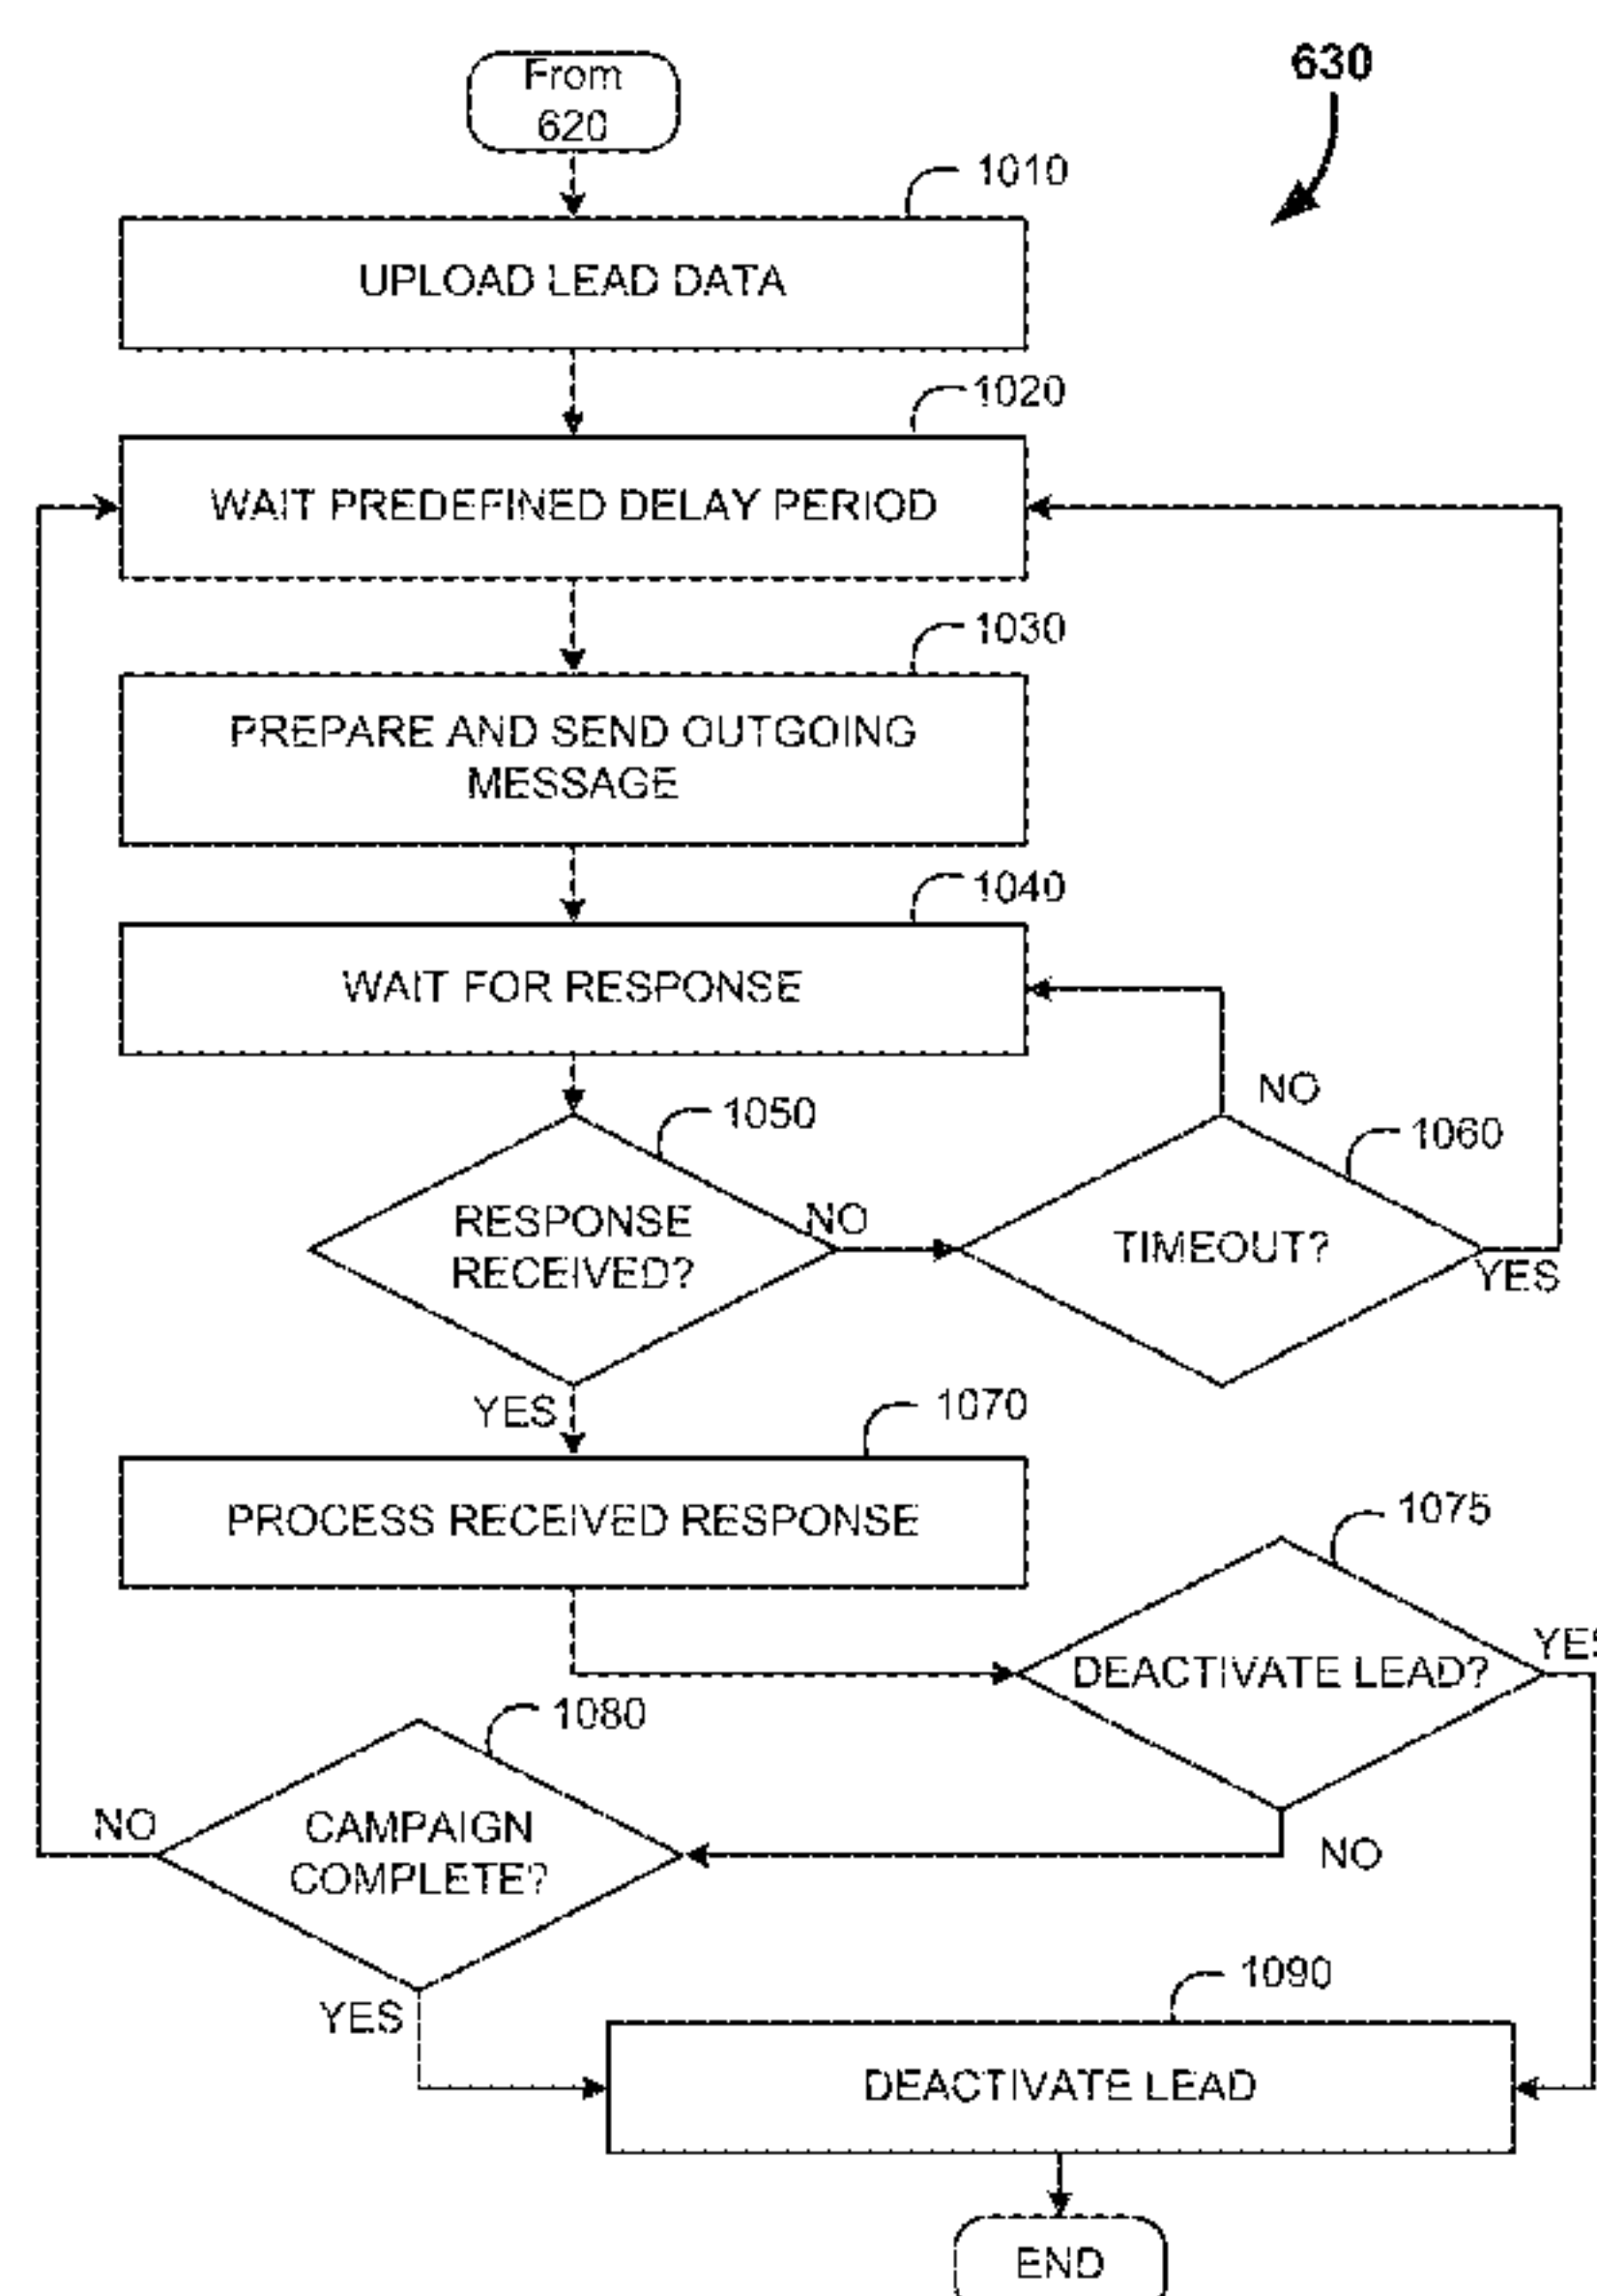 630
From
620
1010
UPLOAD LEAD DATA
1020
WAIT PREDEFINED DELAY PERIOD
1030
PREPARE AND SEND OUTGOING
MESSAGE
1040
WAIT FOR RESPONSE
NO
1050
1060
RESPONSE
RECEIVED?
NO
TIMEOUT?
YES
YES
1070
PROCESS RECEIVED RESPONSE
1075
DEACTIVATE LEAD?
YES
1080
NO
CAMPAIGN
COMPLETE?
NO
YES
1090
DEACTIVATE LEAD
END